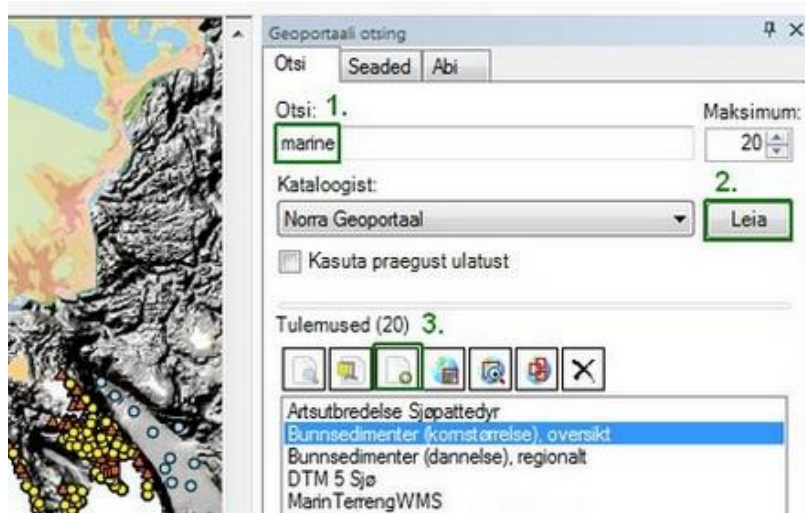 Geoportaali otsing
Otsi Seaded Abi
Otsi: 1. Maksimum:
marine 20
Kataloogist: 2.
Norra Geoportaal Leia
Kasuta praegust ulatust
Tulemused (20) 3.
Artsutbredelse Sjøpattedyr
Bunnsedimenter (kornstørrelse), oversikt
Bunnsedimenter (dannelse), regionalt
DTM 5 Sjø
MarinTerrengWMS